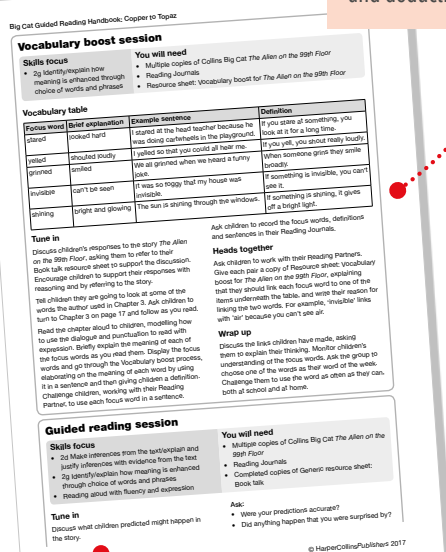 Big Cat Guided Reading Handbook: Copper to Topaz
Vocabulary boost session
Skills focus
• 2g Identify/explain how
meaning is enhanced through
choice of words and phrases
You will need
• Multiple copies of Collins Big Cat The Alien on the 99th Floor
• Reading Journals
• Resource sheet: Vocabulary boost for The Alien on the 99th Floor
Vocabulary table
Focus word Brief explanation Example sentence Definition
stared looked hard I stared at the head teacher because he
was doing cartwheels in the playground. If you stare at something, you
look at it for a long time.
yelled shouted loudly I yelled so that you could all hear me. If you yell, you shout really loudly.
grinned smiled We all grinned when we heard a funny
joke. When someone grins they smile
broadly.
invisible can't be seen It was so foggy that my house was
invisible. If something is invisible, you can't
see it.
shining bright and glowing The sun is shining through the windows. If something is shining, it gives
off a bright light.
Tune in
Discuss children's responses to the story The Alien
on the 99th Floor, asking them to refer to their
Book talk resource sheet to support the discussion.
Encourage children to support their responses with
reasoning and by referring to the story.
Tell children they are going to look at some of the
words the author used in Chapter 3. Ask children to
turn to Chapter 3 on page 17 and follow as you read.
Read the chapter aloud to children, modelling how
to use the dialogue and punctuation to read with
expression. Briefly explain the meaning of each of
the focus words as you read them. Display the focus
words and go through the Vocabulary boost process,
elaborating on the meaning of each word by using
it in a sentence and then giving children a definition.
Challenge children, working with their Reading
Partner, to use each focus word in a sentence.
Ask children to record the focus words, definitions
and sentences in their Reading Journals.
Heads together
Ask children to work with their Reading Partners.
Give each pair a copy of Resource sheet: Vocabulary
boost for The Alien on the 99th Floor, explaining
that they should link each focus word to one of the
items underneath the table, and write their reason for
linking the two words. For example, 'invisible' links
with 'air' because you can't see air.
Wrap up
Discuss the links children have made, asking
them to explain their thinking. Monitor children's
understanding of the focus words. Ask the group to
choose one of the words as their word of the week.
Challenge them to use the word as often as they can,
both at school and at home.
Guided reading session
Skills focus
• 2d Make inferences from the text/explain and
justify inferences with evidence from the text
• 2g Identify/explain how meaning is enhanced
through choice of words and phrases
• Reading aloud with fluency and expression
You will need
• Multiple copies of Collins Big Cat The Alien on the
99th Floor
• Reading Journals
• Completed copies of Generic resource sheet:
Book talk
Tune in
Discuss what children predicted might happen in
the story.
Ask:
• Were your predictions accurate?
• Did anything happen that you were surprised by?
© HarperCollinsPublishers 2017